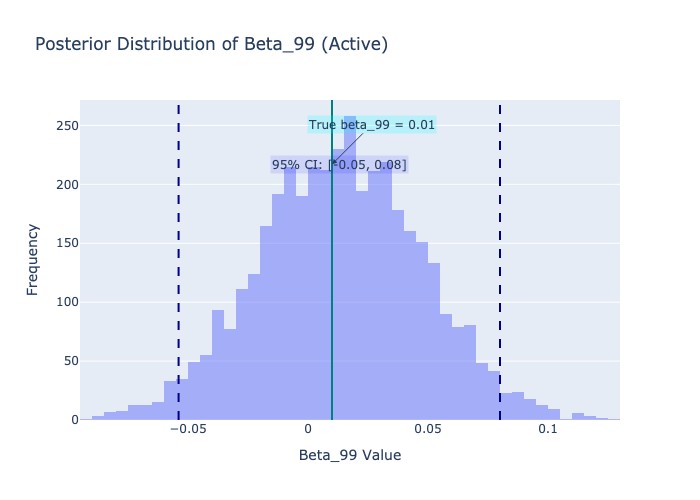 Posterior Distribution of Beta_99 (Active)
250
True beta_99 = 0.01
95% CI: [-0.05, 0.08]
200
150
100
50
0
Frequency
−0.05
0
0.05
0.1
Beta_99 Value